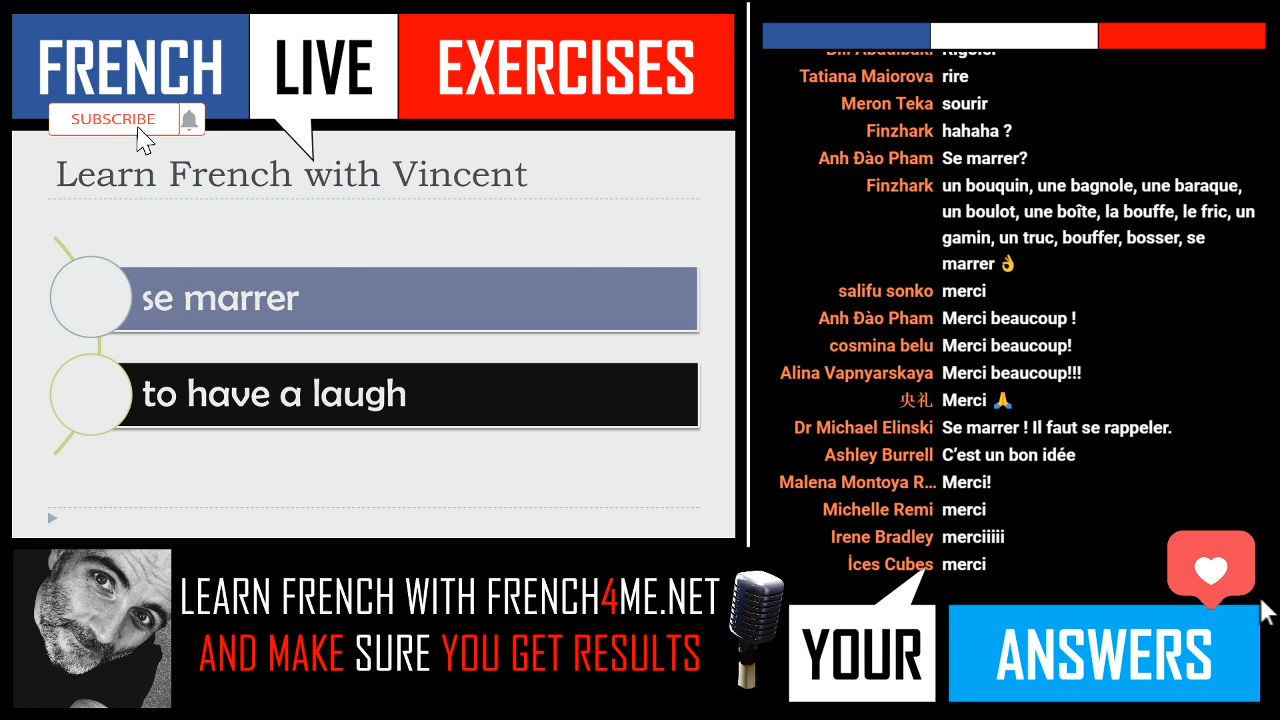 FRENCH LIVE EXERCISES
SUBSCRIBE
Learn French with Vincent
se marrer
to have a laugh
LEARN FRENCH WITH FRENCH4ME.NET
AND MAKE SURE YOU GET RESULTS
Tatiana Maiorova rire
Meron Teka sourir
Finzhark hahaha ?
Anh Đào Pham Se marrer?
Finzhark un bouquin, une bagnole, une baraque,
un boulot, une boîte, la bouffe, le fric, un
gamin, un truc, bouffer, bosser, se
marrer 👌
salifu sonko merci
Anh Đào Pham Merci beaucoup !
cosmina belu Merci beaucoup!
Alina Vapnyarskaya Merci beaucoup!!!
央礼 Merci 🙏
Dr Michael Elinski Se marrer ! Il faut se rappeler.
Ashley Burrell C’est un bon idée
Malena Montoya R... Merci!
Michelle Remi merci
Irene Bradley merciiiii
İces Cubes merci
YOUR ANSWERS